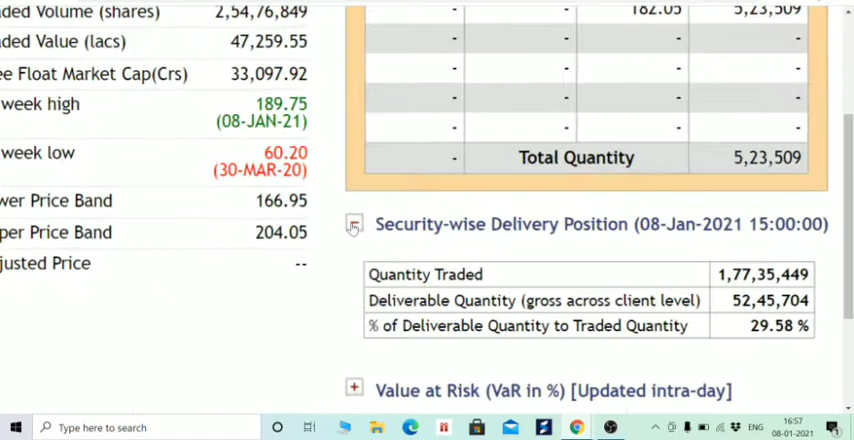 ded Volume (shares) 2,54,76,849
ded Value (lacs) 47,259.55
ee Float Market Cap(Crs) 33,097.92
week high 189.75
(08-JAN-21)
week low 60.20
(30-MAR-20)
wer Price Band 166.95
per Price Band 204.05
justed Price --
- 182.05 5,23,509
- - - -
- - - -
- - - -
- - - -
- Total Quantity 5,23,509
Security-wise Delivery Position (08-Jan-2021 15:00:00)
Quantity Traded 1,77,35,449
Deliverable Quantity (gross across client level) 52,45,704
% of Deliverable Quantity to Traded Quantity 29.58 %
Value at Risk (VaR in %) [Updated intra-day]
Type here to search
ENG
16:57
08-01-2021